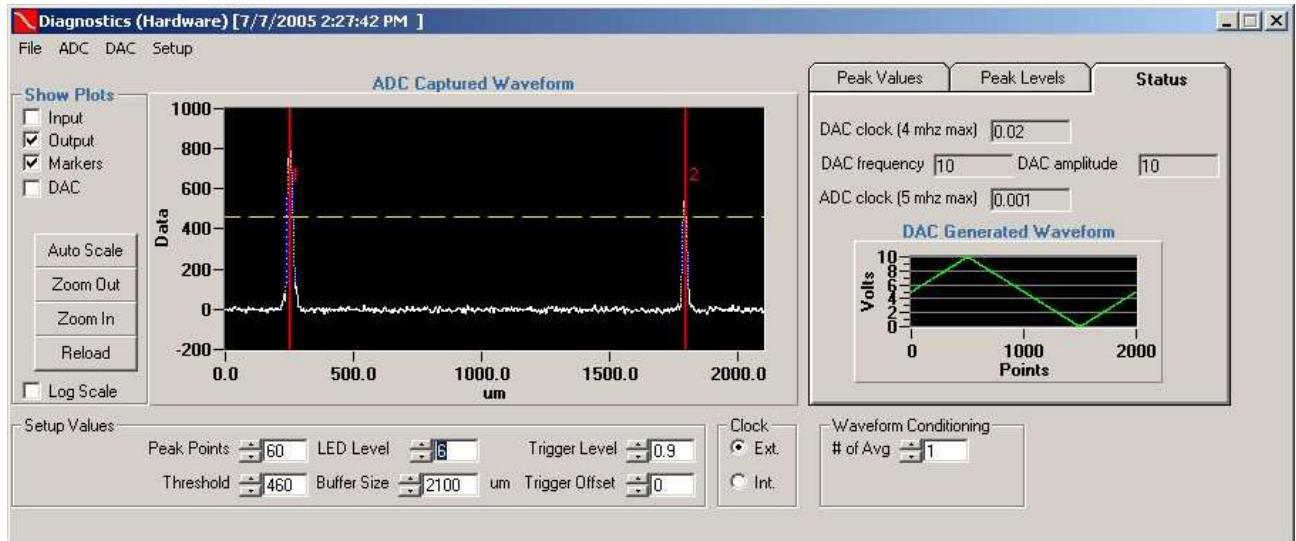 Diagnostics (Hardware) [7/7/2005 2:27:42 PM ]
File ADC DAC Setup
Show Plots
Input
Output
Markers
DAC
Auto Scale
Zoom Out
Zoom In
Reload
Log Scale
ADC Captured Waveform
Data
1000
800
600
400
200
0
-200
1
2
0.0 500.0 1000.0 1500.0 2000.0
um
Peak Values Peak Levels Status
DAC clock (4 mhz max) 0.02
DAC frequency 10 DAC amplitude 10
ADC clock (5 mhz max) 0.001
DAC Generated Waveform
Volts
10
8
6
4
2
0
0 1000 2000
Points
Setup Values
Peak Points 60 LED Level 6 Trigger Level 0.9
Threshold 460 Buffer Size 2100 um Trigger Offset 0
Clock
Ext.
Int.
Waveform Conditioning
# of Avg 1